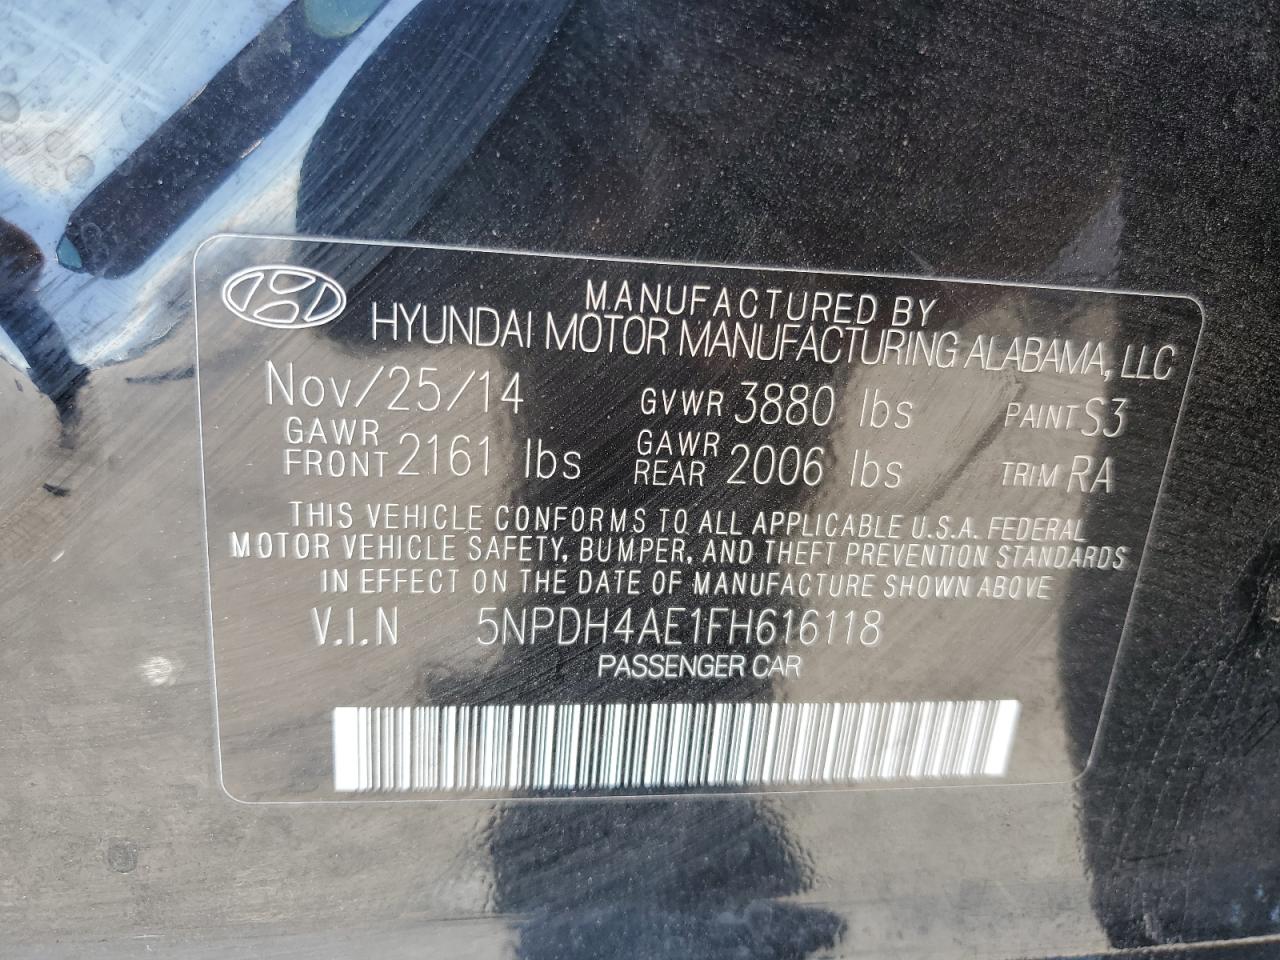 MANUFACTURED BY
HYUNDAI MOTOR MANUFACTURING ALABAMA, LLC
Nov/25/14 GVWR 3880 lbs PAINT S3
GAWR FRONT 2161 lbs GAWR REAR 2006 lbs TRIM RA
THIS VEHICLE CONFORMS TO ALL APPLICABLE U.S.A. FEDERAL
MOTOR VEHICLE SAFETY, BUMPER, AND THEFT PREVENTION STANDARDS
IN EFFECT ON THE DATE OF MANUFACTURE SHOWN ABOVE
V.I.N 5NPDH4AE1FH616118
PASSENGER CAR